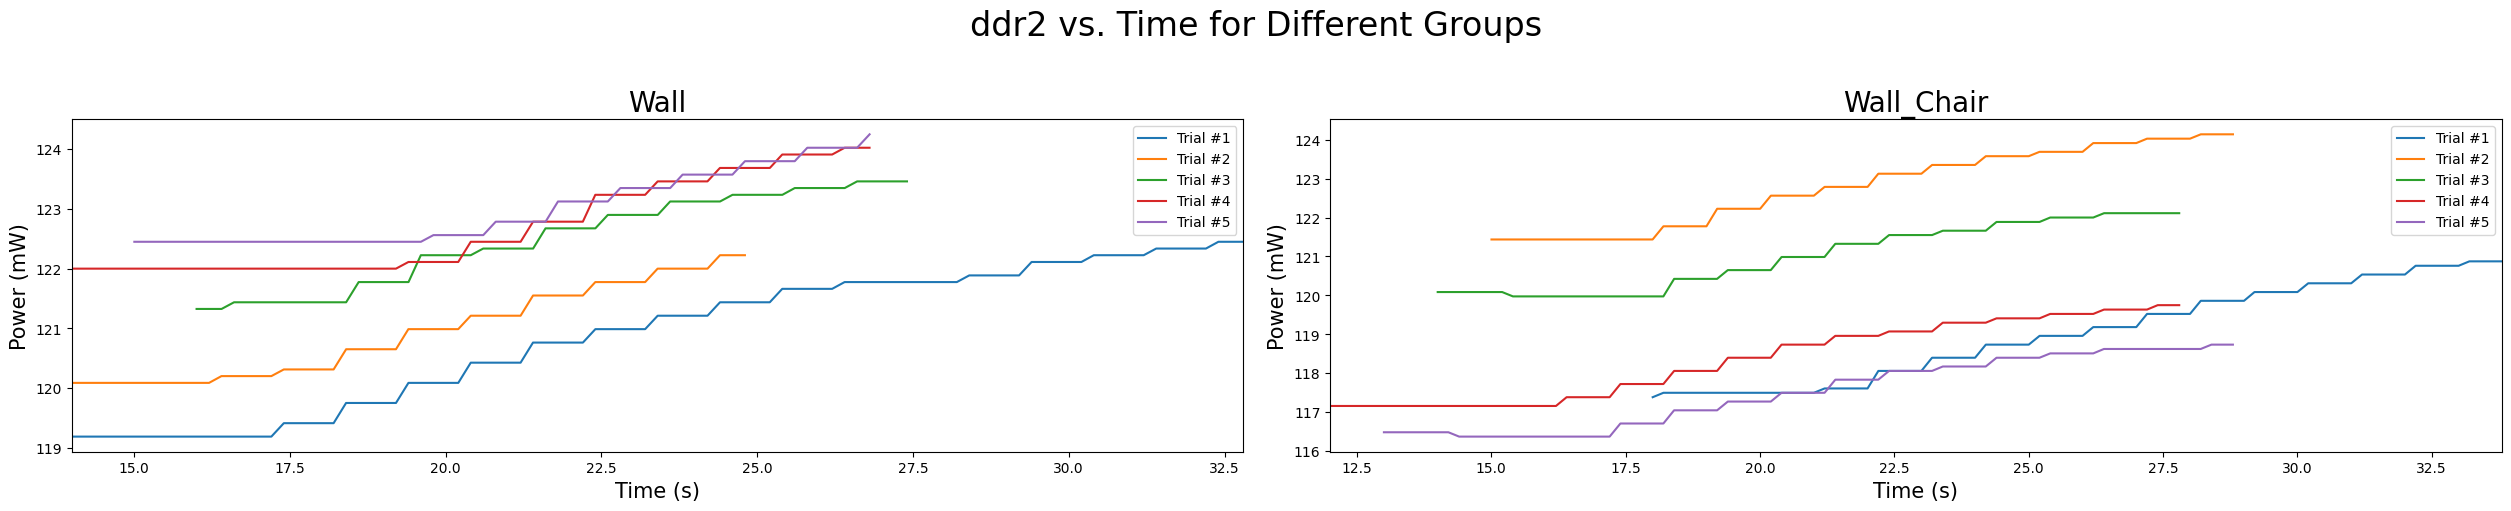 ddr2 vs. Time for Different Groups
Wall
Power (mW)
124
123
122
121
120
119
15.0 17.5 20.0 22.5 25.0 27.5 30.0 32.5
Time (s)
Trial #1
Trial #2
Trial #3
Trial #4
Trial #5
Wall_Chair
Power (mW)
124
123
122
121
120
119
118
117
116
12.5 15.0 17.5 20.0 22.5 25.0 27.5 30.0 32.5
Time (s)
Trial #1
Trial #2
Trial #3
Trial #4
Trial #5